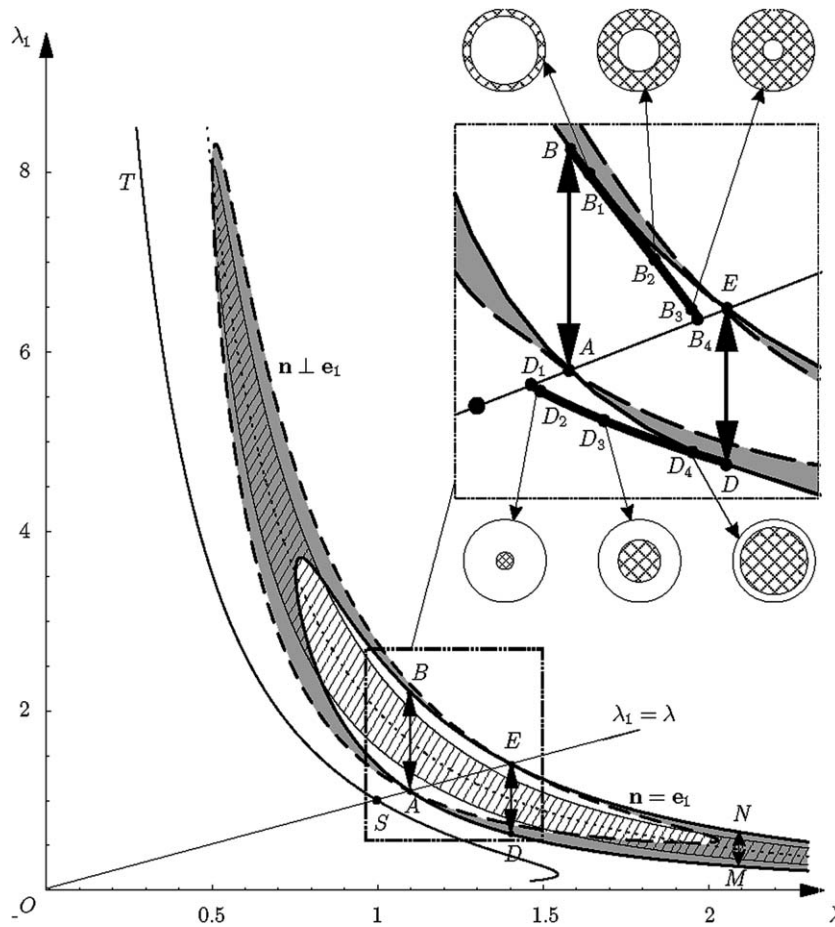 λ₁
8
T
B
B₁
B₂
E
B₃
B₄
A
D₁
D₂
D₃
D₄
D
6
n ⊥ e₁
4
2
B
λ₁ = λ
E
n = e₁
A
N
S
D
M
-O
0.5
1
1.5
2
λ